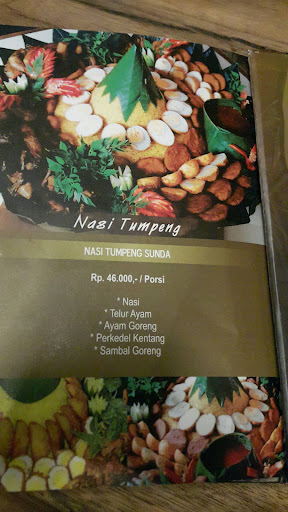 Nasi Tumpeng
NASI TUMPENG SUNDA
Rp. 46.000,- / Porsi
* Nasi
* Telur Ayam
* Ayam Goreng
* Perkedel Kentang
* Sambal Goreng